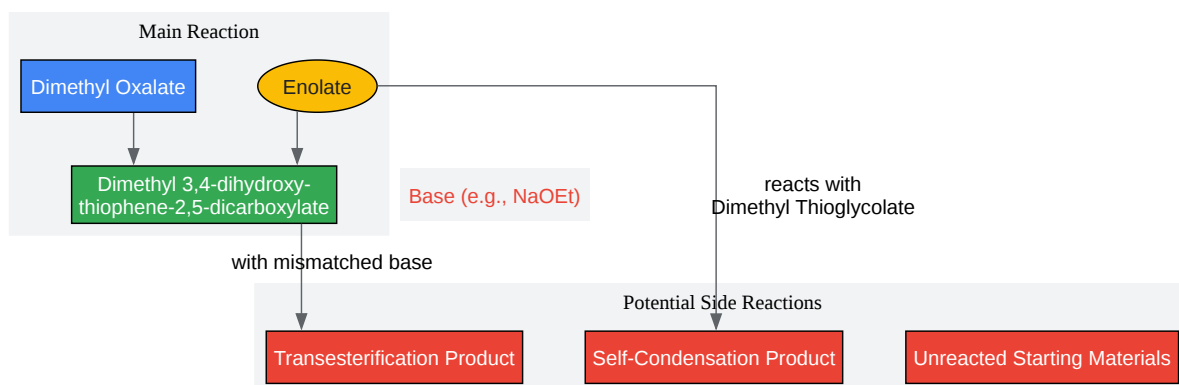 Main Reaction
Dimethyl Oxalate
Enolate
Dimethyl 3,4-dihydroxy-
thiophene-2,5-dicarboxylate
Base (e.g., NaOEt)
reacts with
Dimethyl Thioglycolate
with mismatched base
Potential Side Reactions
Transesterification Product
Self-Condensation Product
Unreacted Starting Materials